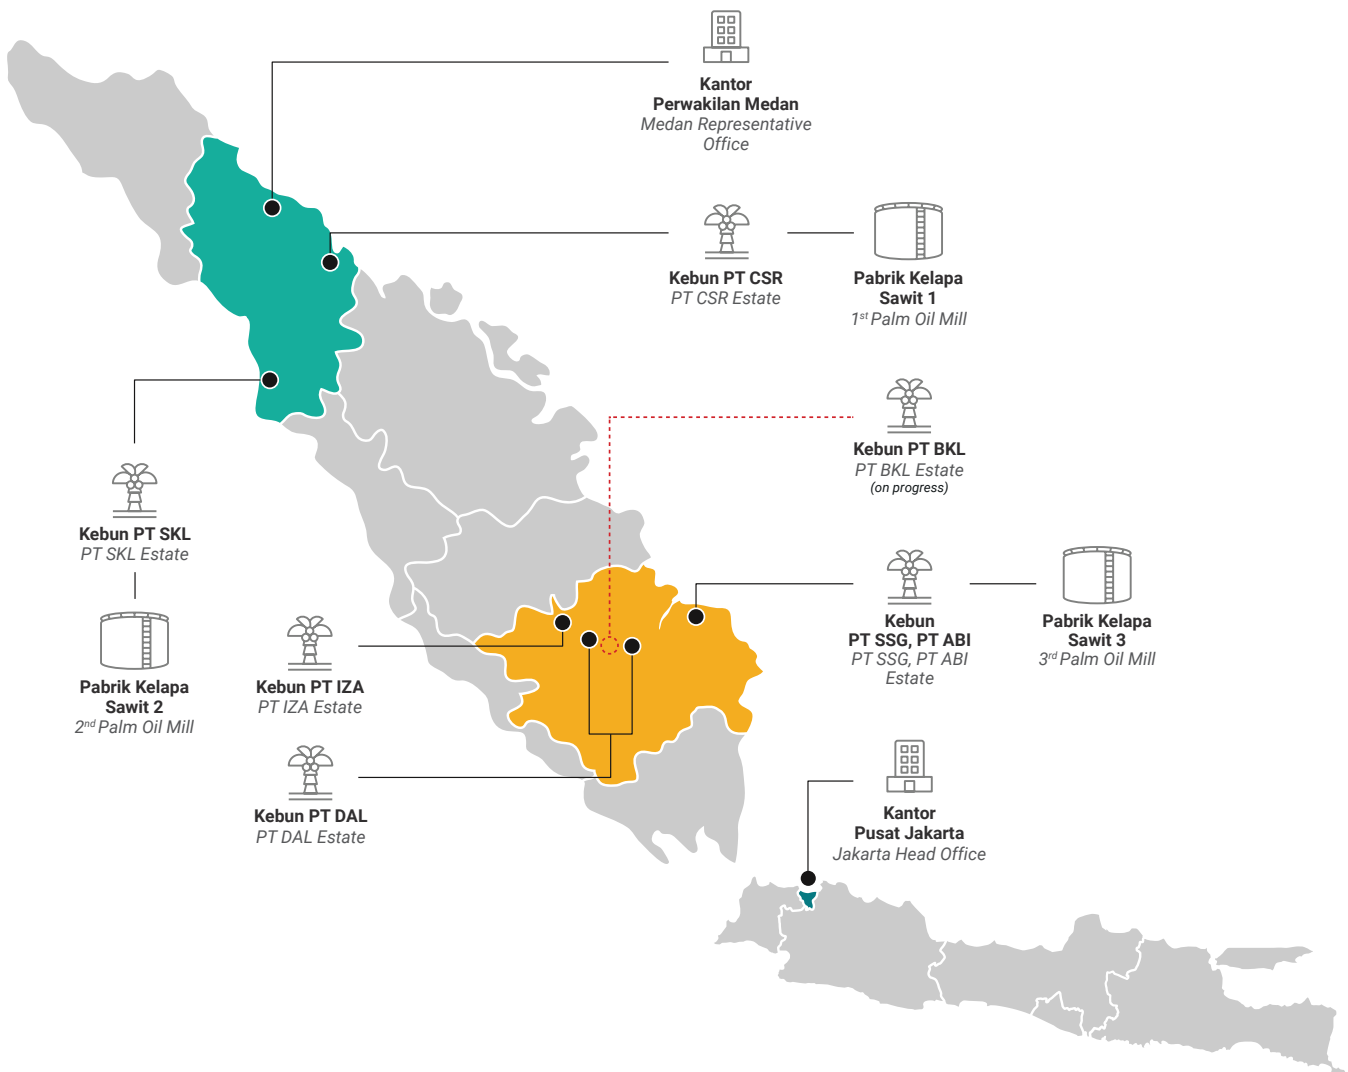 Kantor
Perwakilan Medan
Medan Representative
Office
Kebun PT CSR
PT CSR Estate
Pabrik Kelapa
Sawit 1
1st Palm Oil Mill
Kebun PT BKL
PT BKL Estate
(on progress)
Kebun PT SKL
PT SKL Estate
Pabrik Kelapa
Sawit 2
2nd Palm Oil Mill
Kebun PT IZA
PT IZA Estate
Kebun
PT SSG, PT ABI
PT SSG, PT ABI
Estate
Pabrik Kelapa
Sawit 3
3rd Palm Oil Mill
Kebun PT DAL
PT DAL Estate
Kantor
Pusat Jakarta
Jakarta Head Office